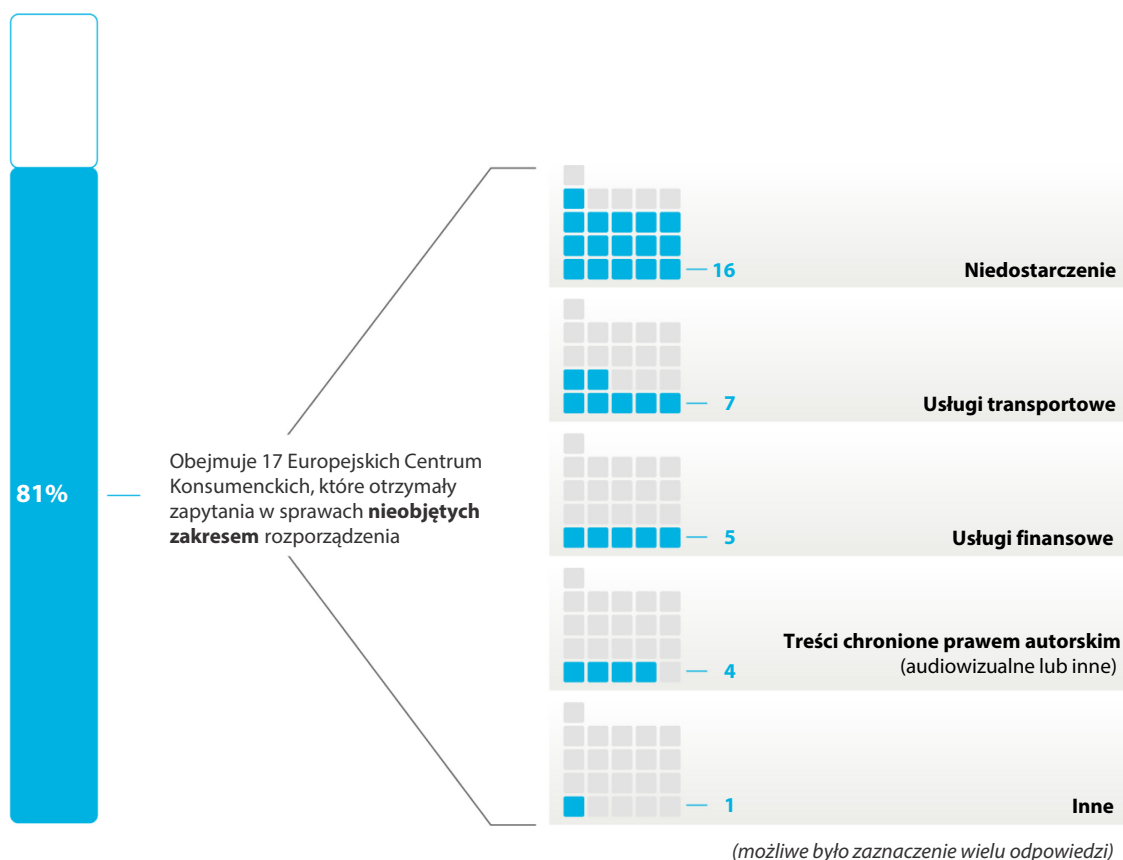 16
Niedostarczenie
7
Usługi transportowe
Obejmuje 17 Europejskich Centrum
Konsumenckich, które otrzymały
zapytania w sprawach nieobjętych
zakresem rozporządzenia
81%
5
Usługi finansowe
Treści chronione prawem autorskim
(audiowizualne lub inne)
4
1
Inne
(możliwe było zaznaczenie wielu odpowiedzi)